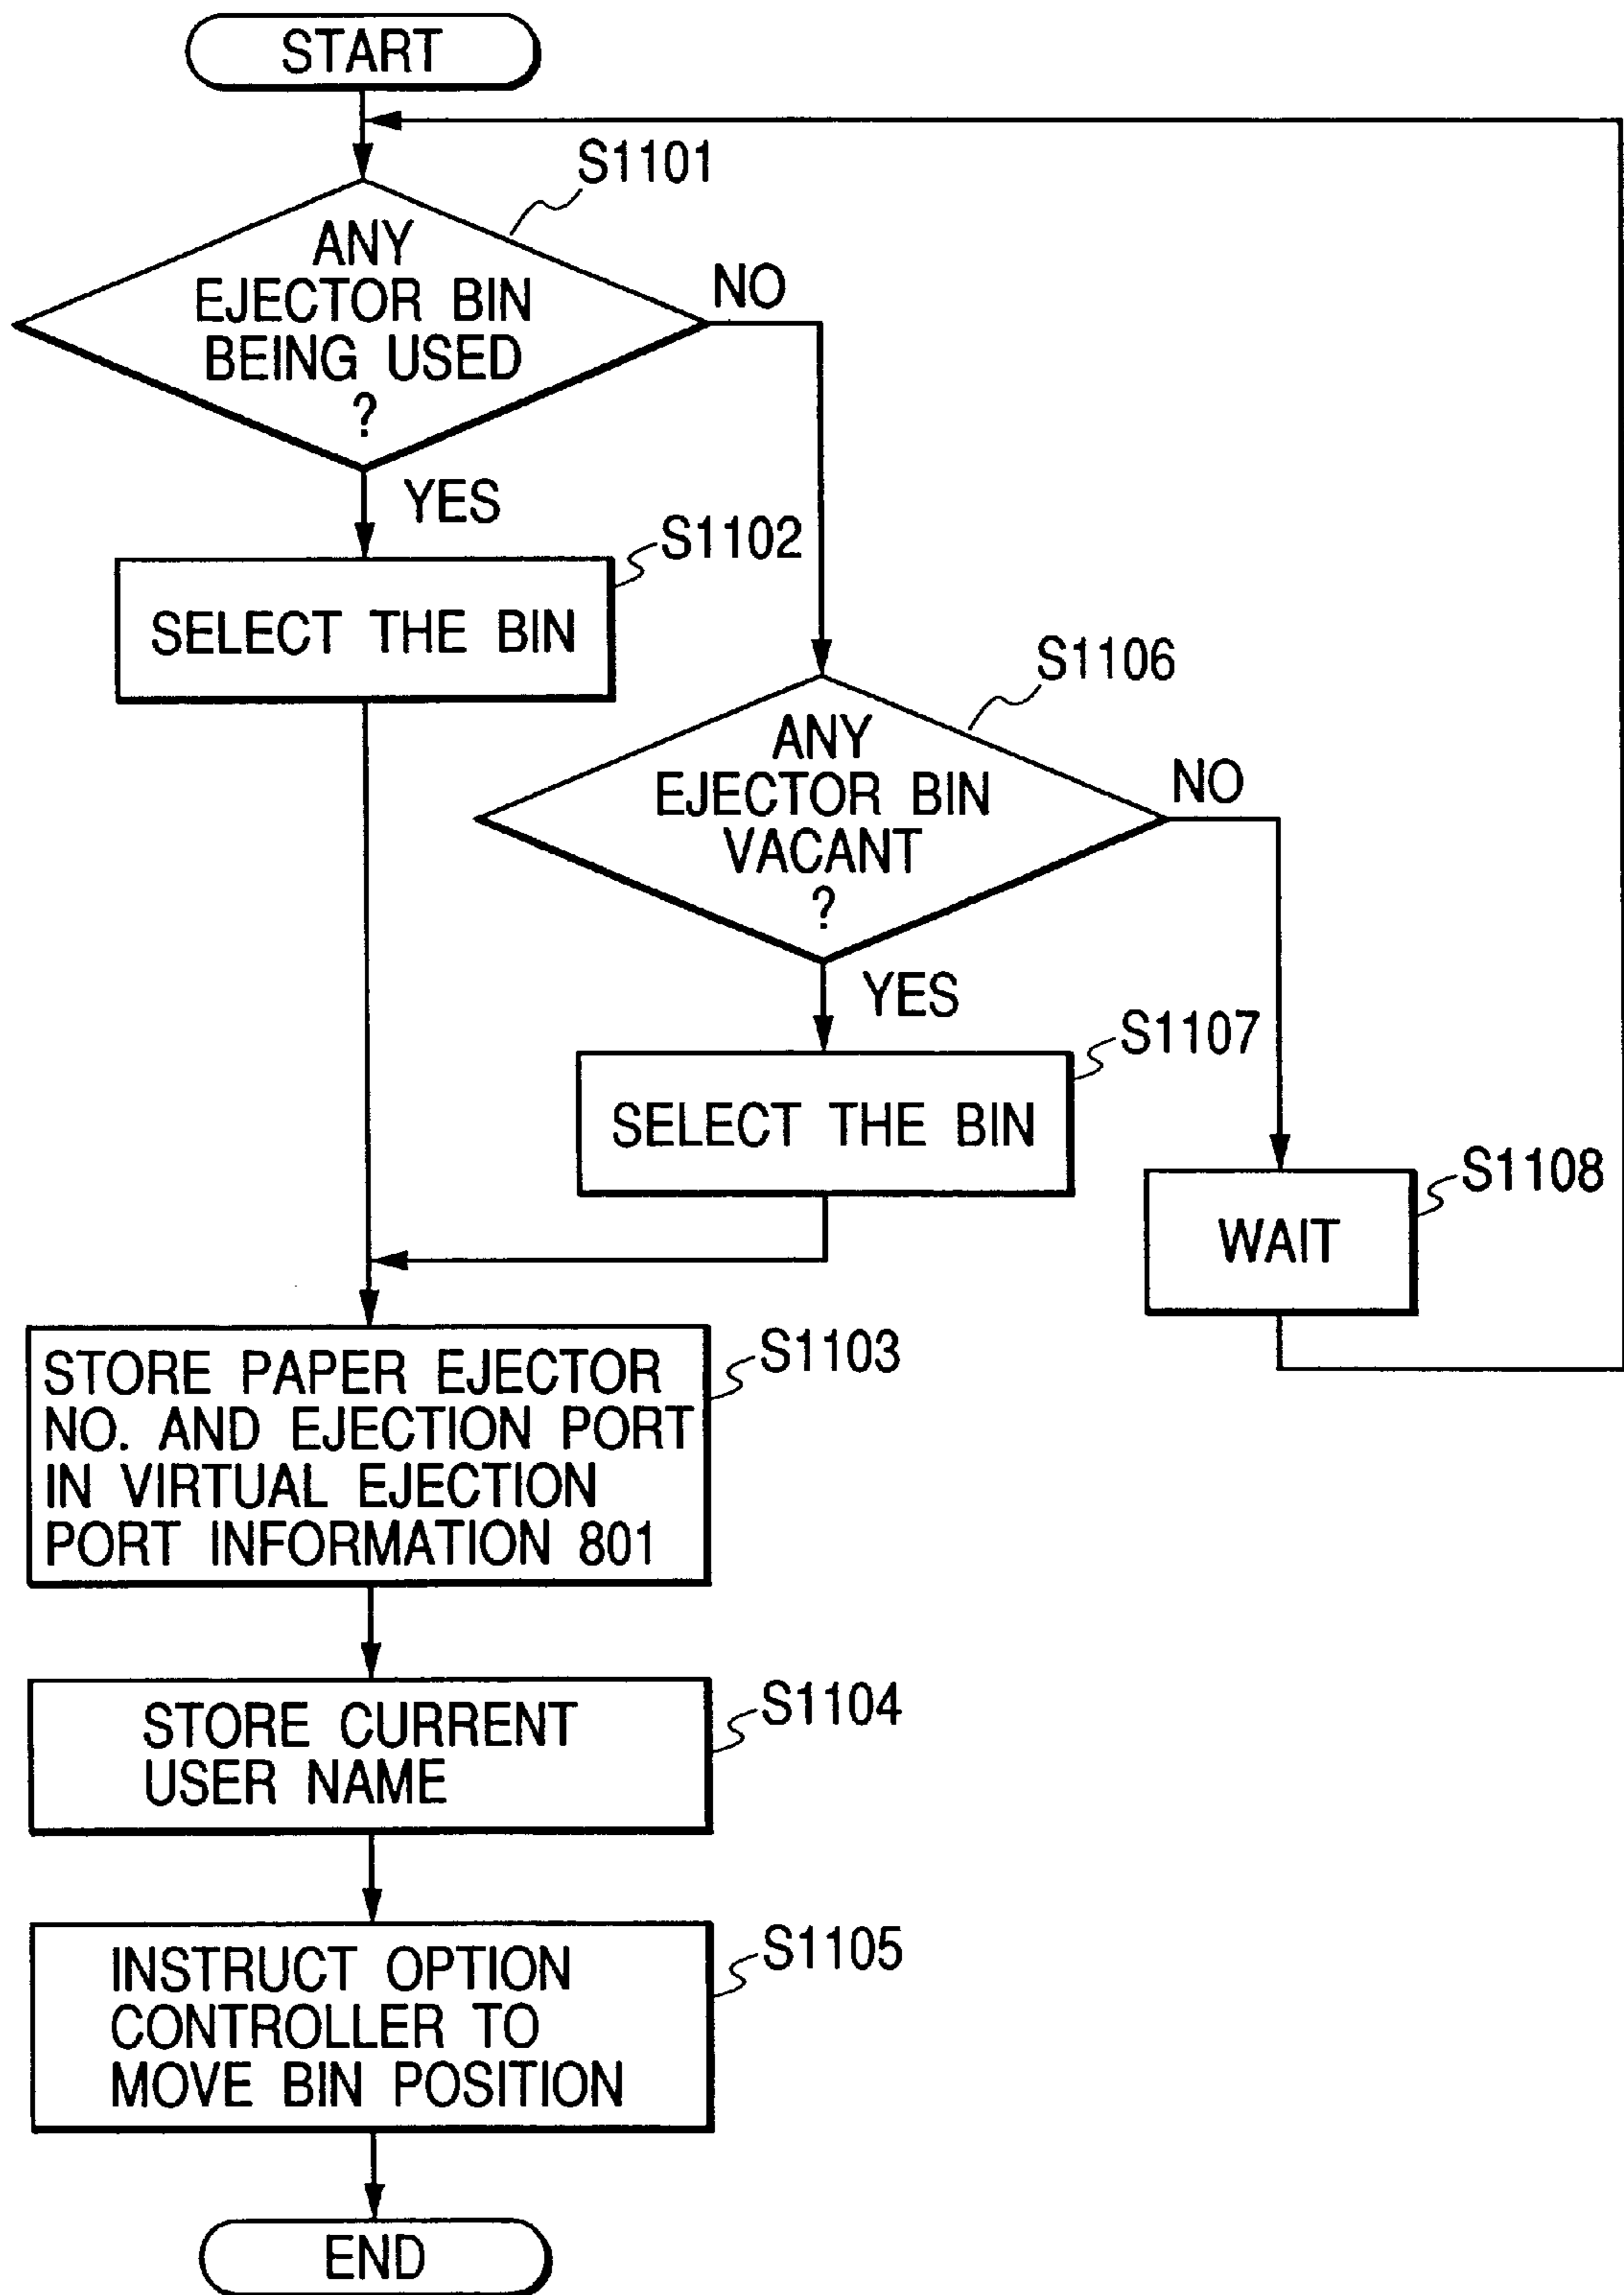 START
S1101
ANY
EJECTOR BIN
BEING USED
?
NO
YES
S1102
SELECT THE BIN
S1106
ANY
EJECTOR BIN
VACANT
?
NO
YES
S1107
SELECT THE BIN
S1108
WAIT
S1103
STORE PAPER EJECTOR
NO. AND EJECTION PORT
IN VIRTUAL EJECTION
PORT INFORMATION 801
S1104
STORE CURRENT
USER NAME
S1105
INSTRUCT OPTION
CONTROLLER TO
MOVE BIN POSITION
END